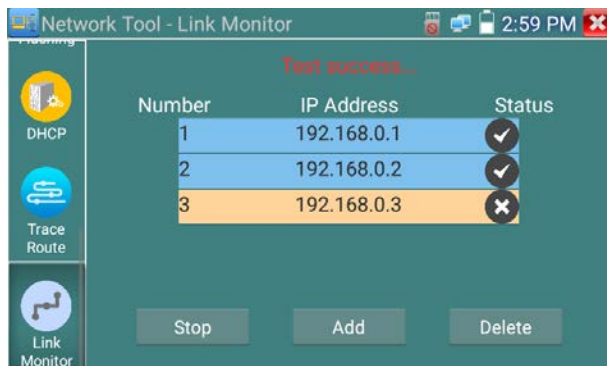 Network Tool - Link Monitor
2:59 PM
Test success...
Number IP Address Status
1 192.168.0.1
2 192.168.0.2
3 192.168.0.3
DHCP
Trace
Route
Link
Monitor
Stop Add Delete